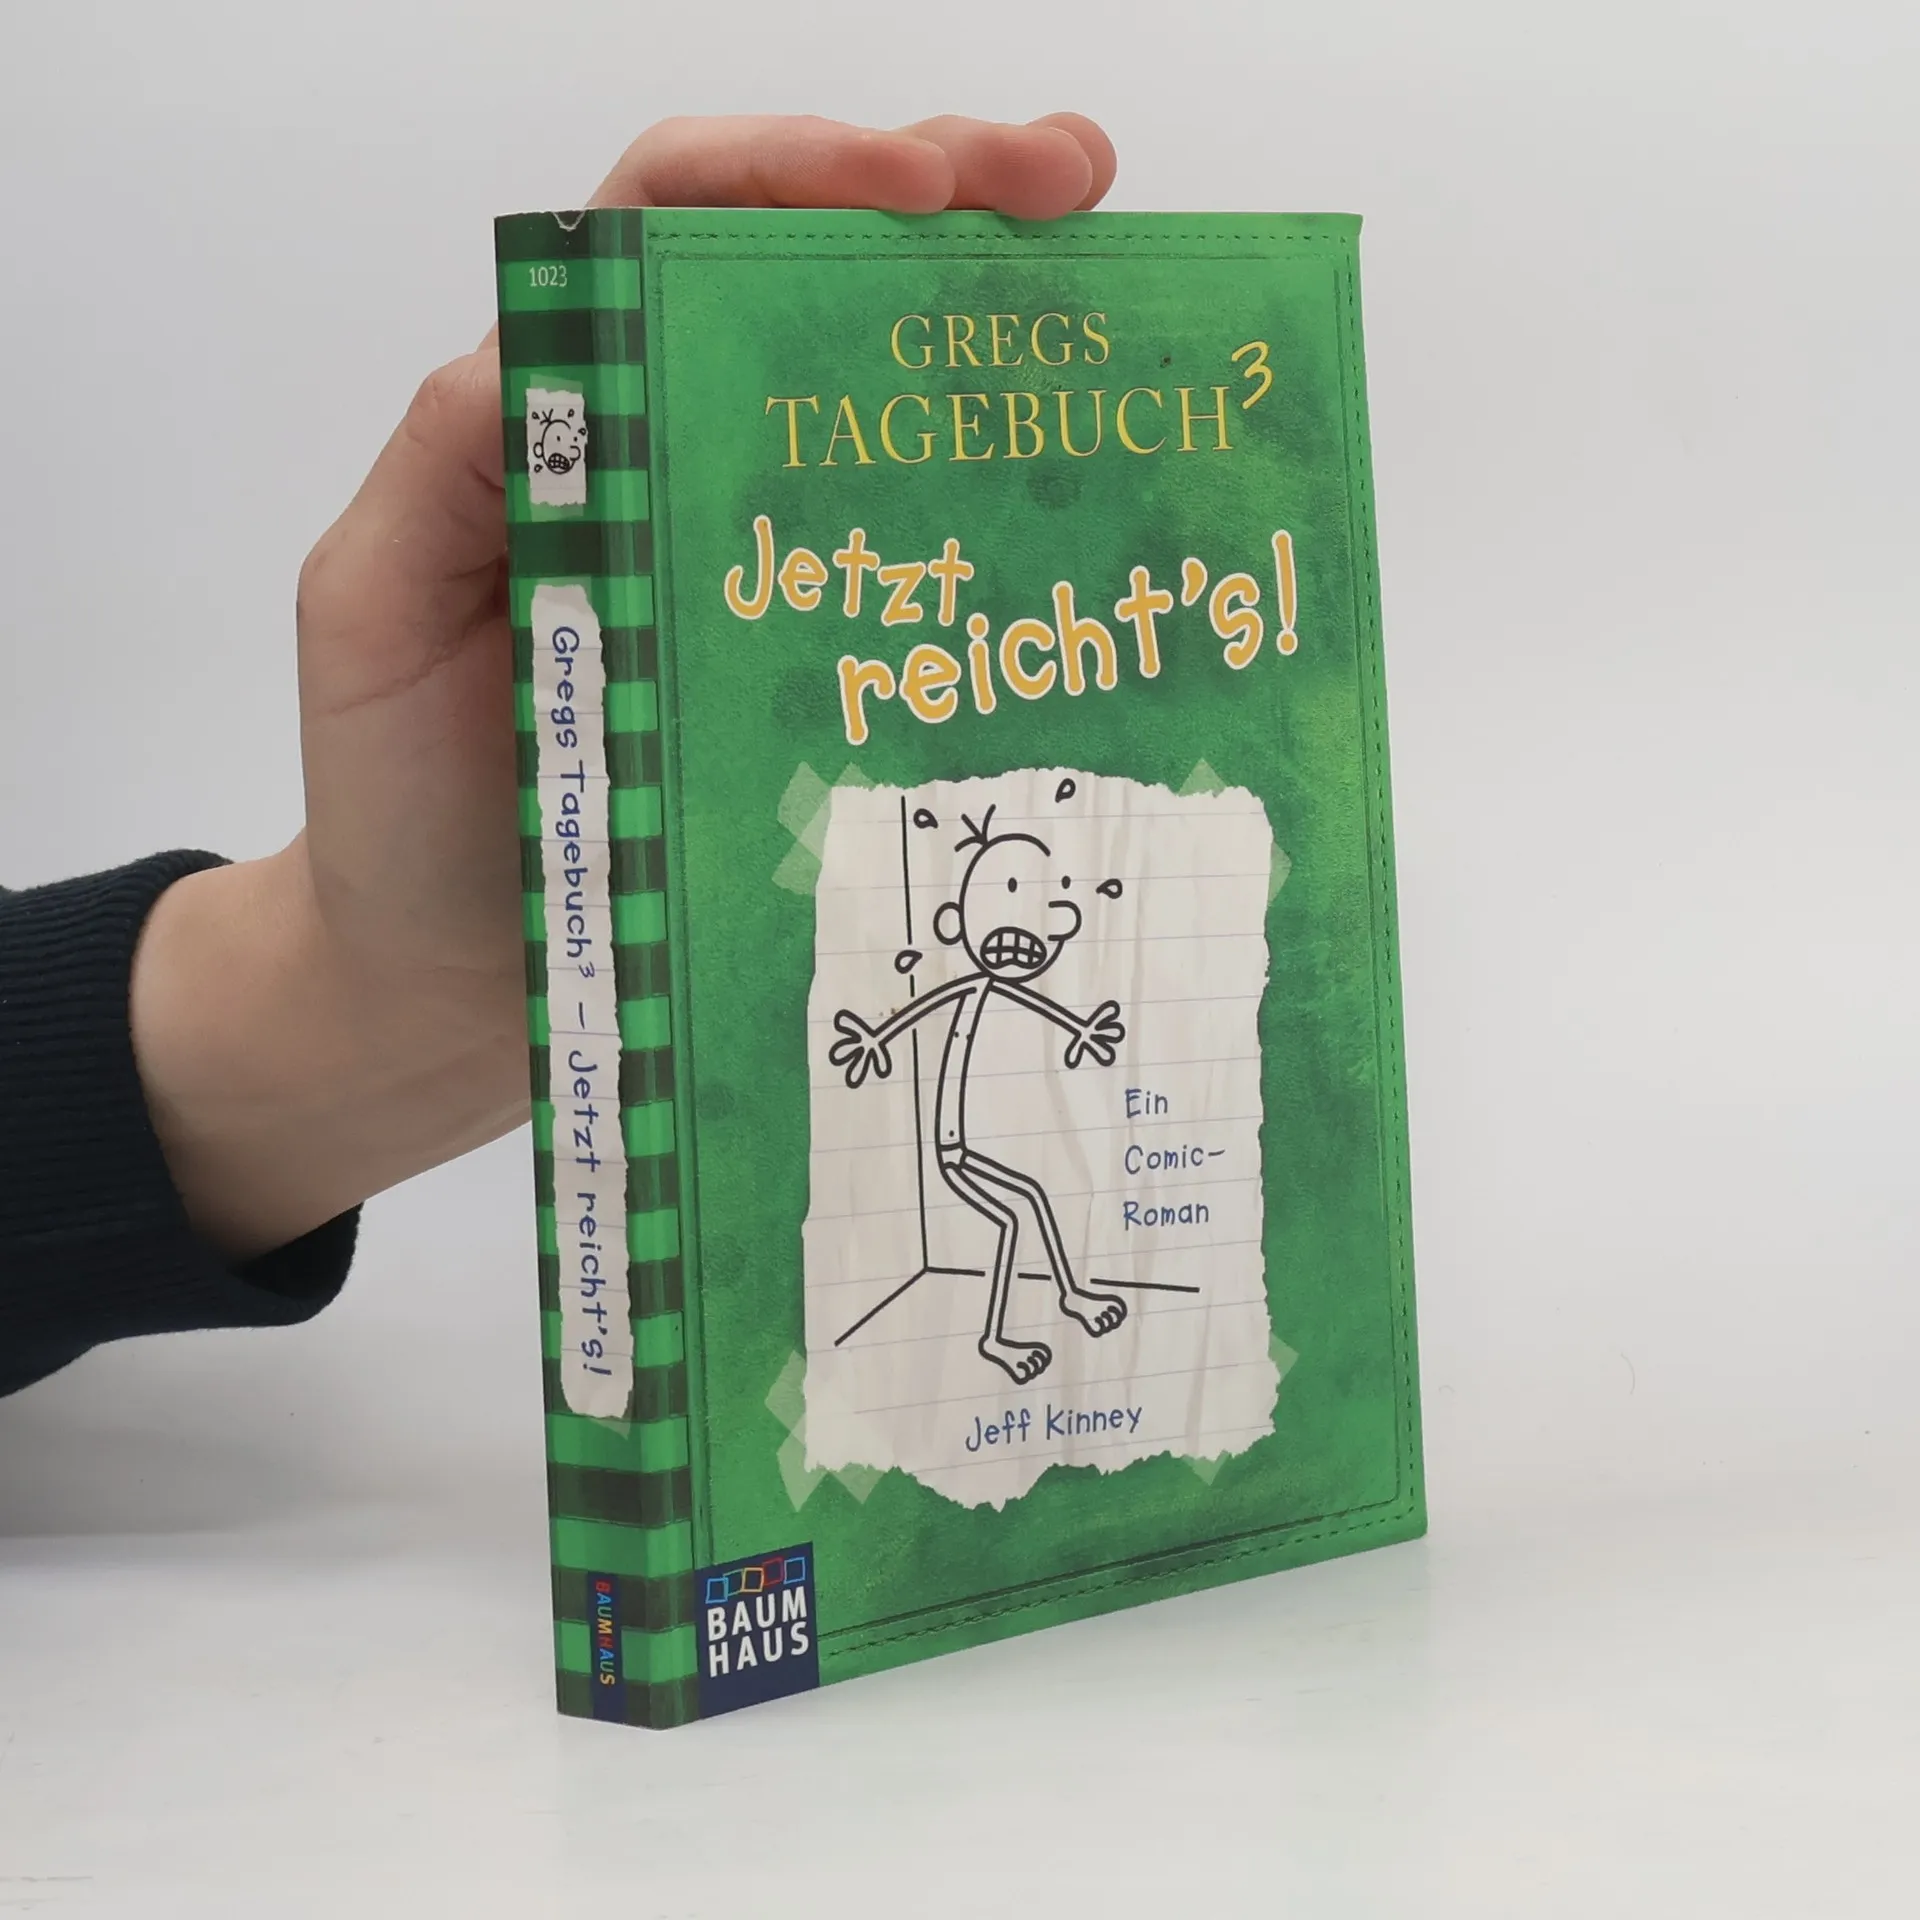 1023
Gregs Tagebuch³ – Jetzt reicht's!
BAUMHAUS
GREGS
TAGEBUCH³
Jetzt
reicht's!
Ein
Comic-
Roman
Jeff Kinney
BAUM
HAUS